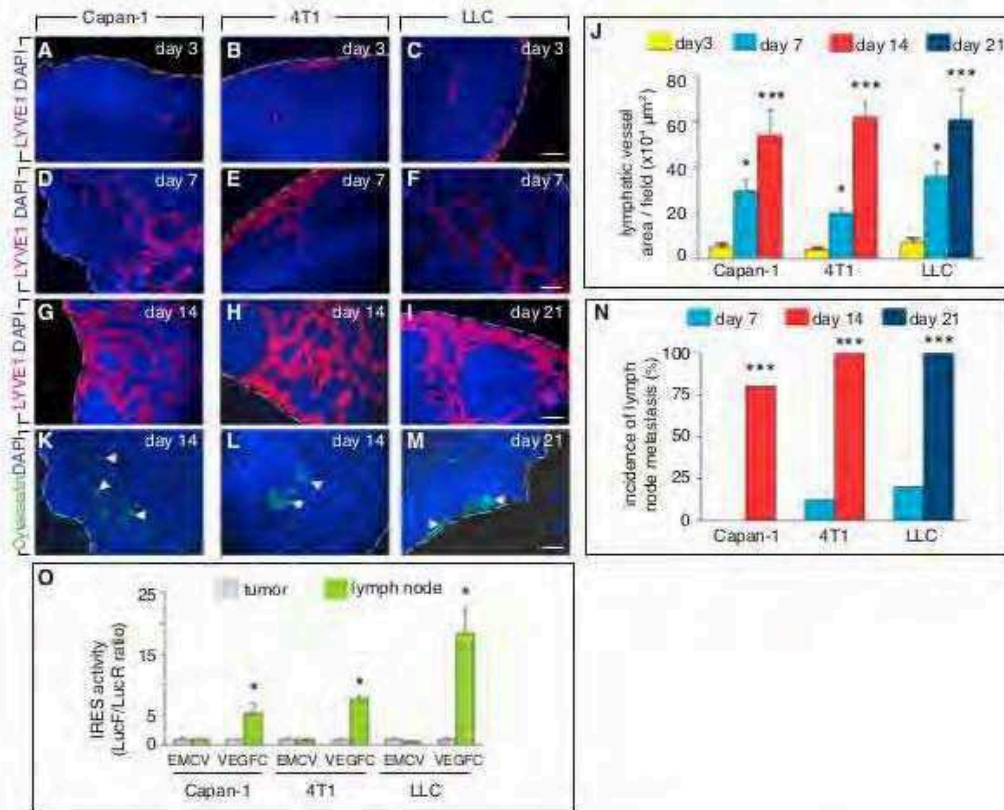 Capan-1 4T1 LLC
A day 3 B day 3 C day 3
LYVE1 DAPI
D day 7 E day 7 F day 7
LYVE1 DAPI
G day 14 H day 14 I day 21
LYVE1 DAPI
K day 14 L day 14 M day 21
DAPI
J day3 day 7 day 14 day 21
lymphatic vessel
area / field (x10⁴ µm²)
80
60
40
20
0
* *** * *** * ***
Capan-1 4T1 LLC
N day 7 day 14 day 21
incidence of lymph
node metastasis (%)
100
75
50
25
0
*** *** ***
Capan-1 4T1 LLC
O tumor lymph node
IRES activity
(LucF/LucR ratio)
25
15
5
0
* * *
EMCV VEGFC EMCV VEGFC EMCV VEGFC
Capan-1 4T1 LLC